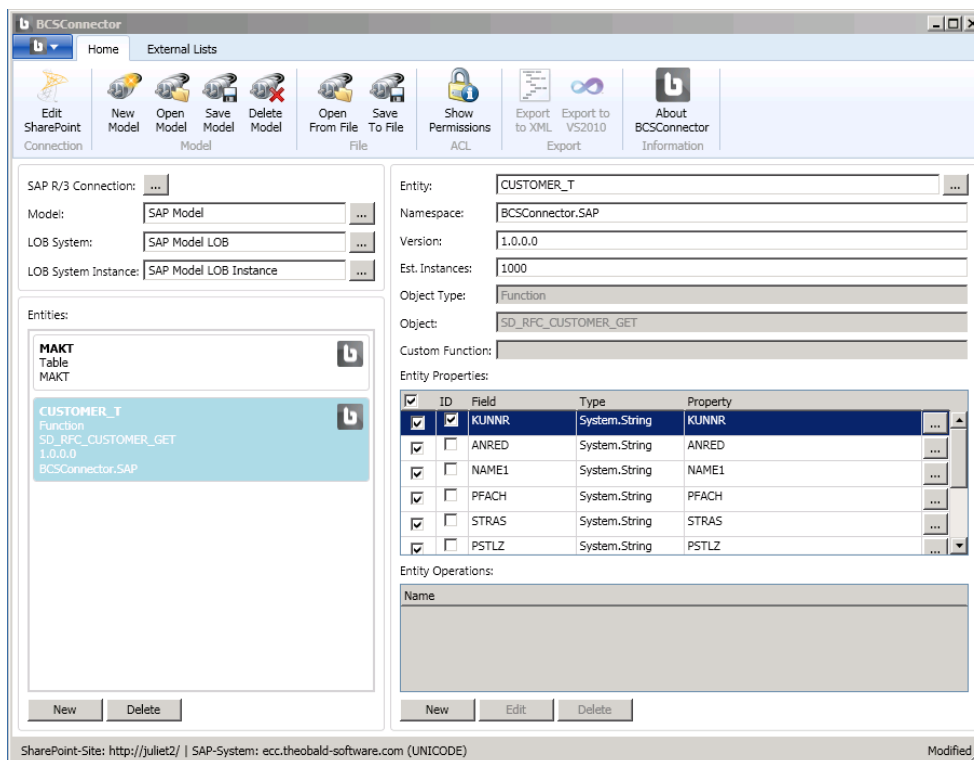 BCSConnector
Home External Lists
Edit SharePoint
New Model
Open Model
Save Model
Delete Model
Open From File
Save To File
Show Permissions
Export to XML
Export to VS2010
About BCSConnector
Connection Model File ACL Export Information
SAP R/3 Connection: ...
Model: SAP Model ...
LOB System: SAP Model LOB ...
LOB System Instance: SAP Model LOB Instance ...
Entities:
MAKT
Table
MAKT
CUSTOMER_T
Function
SD_RFC_CUSTOMER_GET
1.0.0.0
BCSConnector.SAP
New Delete
Entity: CUSTOMER_T ...
Namespace: BCSConnector.SAP
Version: 1.0.0.0
Est. Instances: 1000
Object Type: Function
Object: SD_RFC_CUSTOMER_GET
Custom Function:
Entity Properties:
ID Field Type Property
KUNNR System.String KUNNR ...
ANRED System.String ANRED ...
NAME1 System.String NAME1 ...
PFACH System.String PFACH ...
STRAS System.String STRAS ...
PSTLZ System.String PSTLZ ...
Entity Operations:
Name
New Edit Delete
SharePoint-Site: http://juliet2/ | SAP-System: ecc.theobald-software.com (UNICODE) Modified